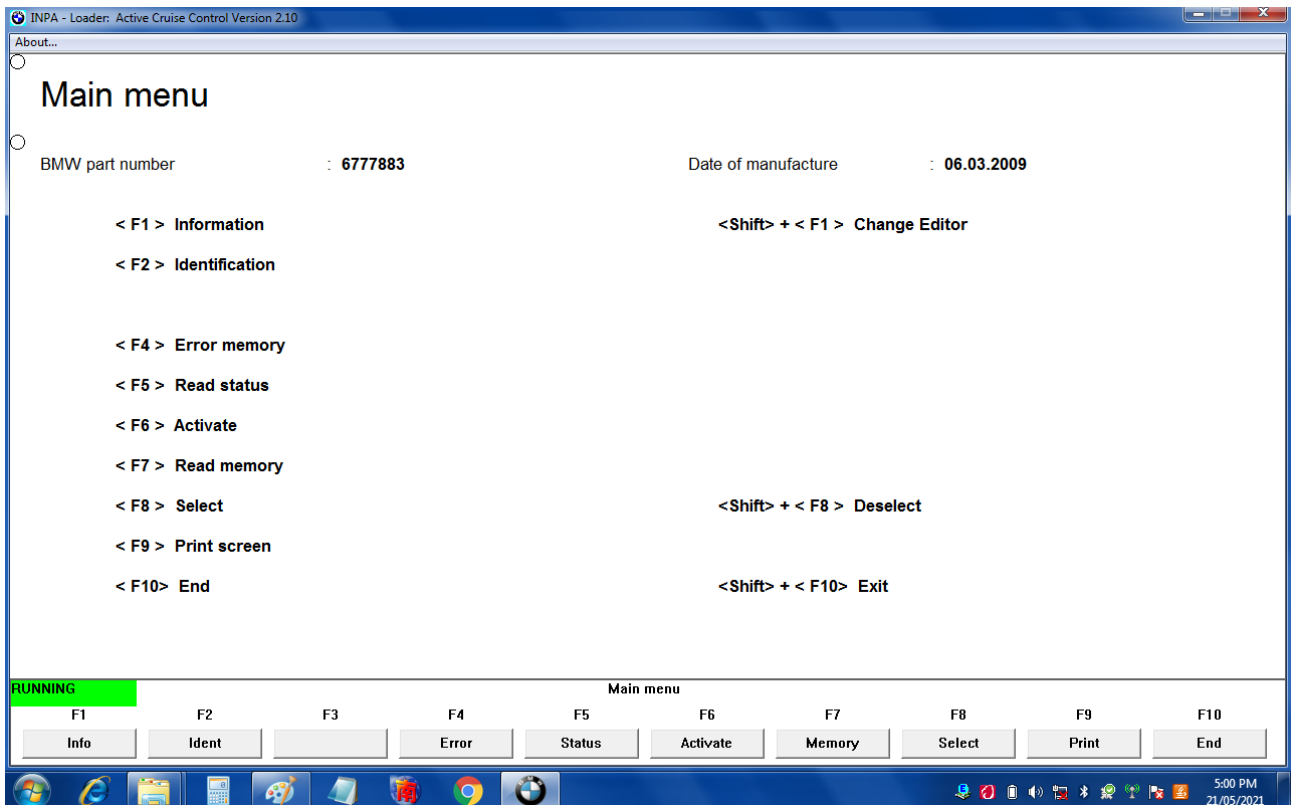 INPA - Loader: Active Cruise Control Version 2.10
About...
Main menu
BMW part number : 6777883 Date of manufacture : 06.03.2009
< F1 > Information <Shift> + < F1 > Change Editor
< F2 > Identification
< F4 > Error memory
< F5 > Read status
< F6 > Activate
< F7 > Read memory
< F8 > Select <Shift> + < F8 > Deselect
< F9 > Print screen
< F10> End <Shift> + < F10> Exit
RUNNING Main menu
F1 F2 F3 F4 F5 F6 F7 F8 F9 F10
Info Ident Error Status Activate Memory Select Print End
5:00 PM
21/05/2021